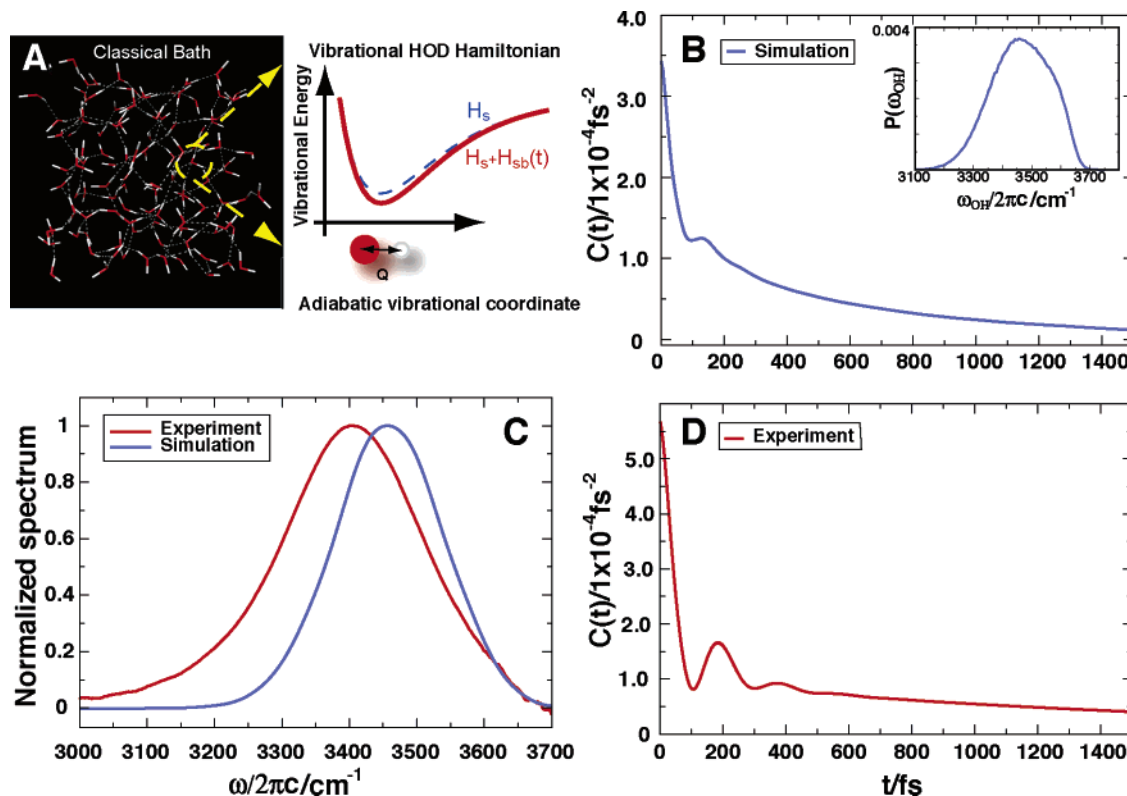 A
Classical Bath
Vibrational HOD Hamiltonian
Vibrational Energy
Hs
Hs+Hsb(t)
Q
Adiabatic vibrational coordinate
B
Simulation
C(t)/1x10-4fs-2
4.0
3.0
2.0
1.0
0
0 200 400 600 800 1000 1200 1400
0.004
P(ωOH)
3100 3300 3500 3700
ωOH/2πc/cm-1
C
Experiment
Simulation
Normalized spectrum
1
0.8
0.6
0.4
0.2
0
3000 3100 3200 3300 3400 3500 3600 3700
ω/2πc/cm-1
D
Experiment
C(t)/1x10-4fs-2
5.0
4.0
3.0
2.0
1.0
0
0 200 400 600 800 1000 1200 1400
t/fs